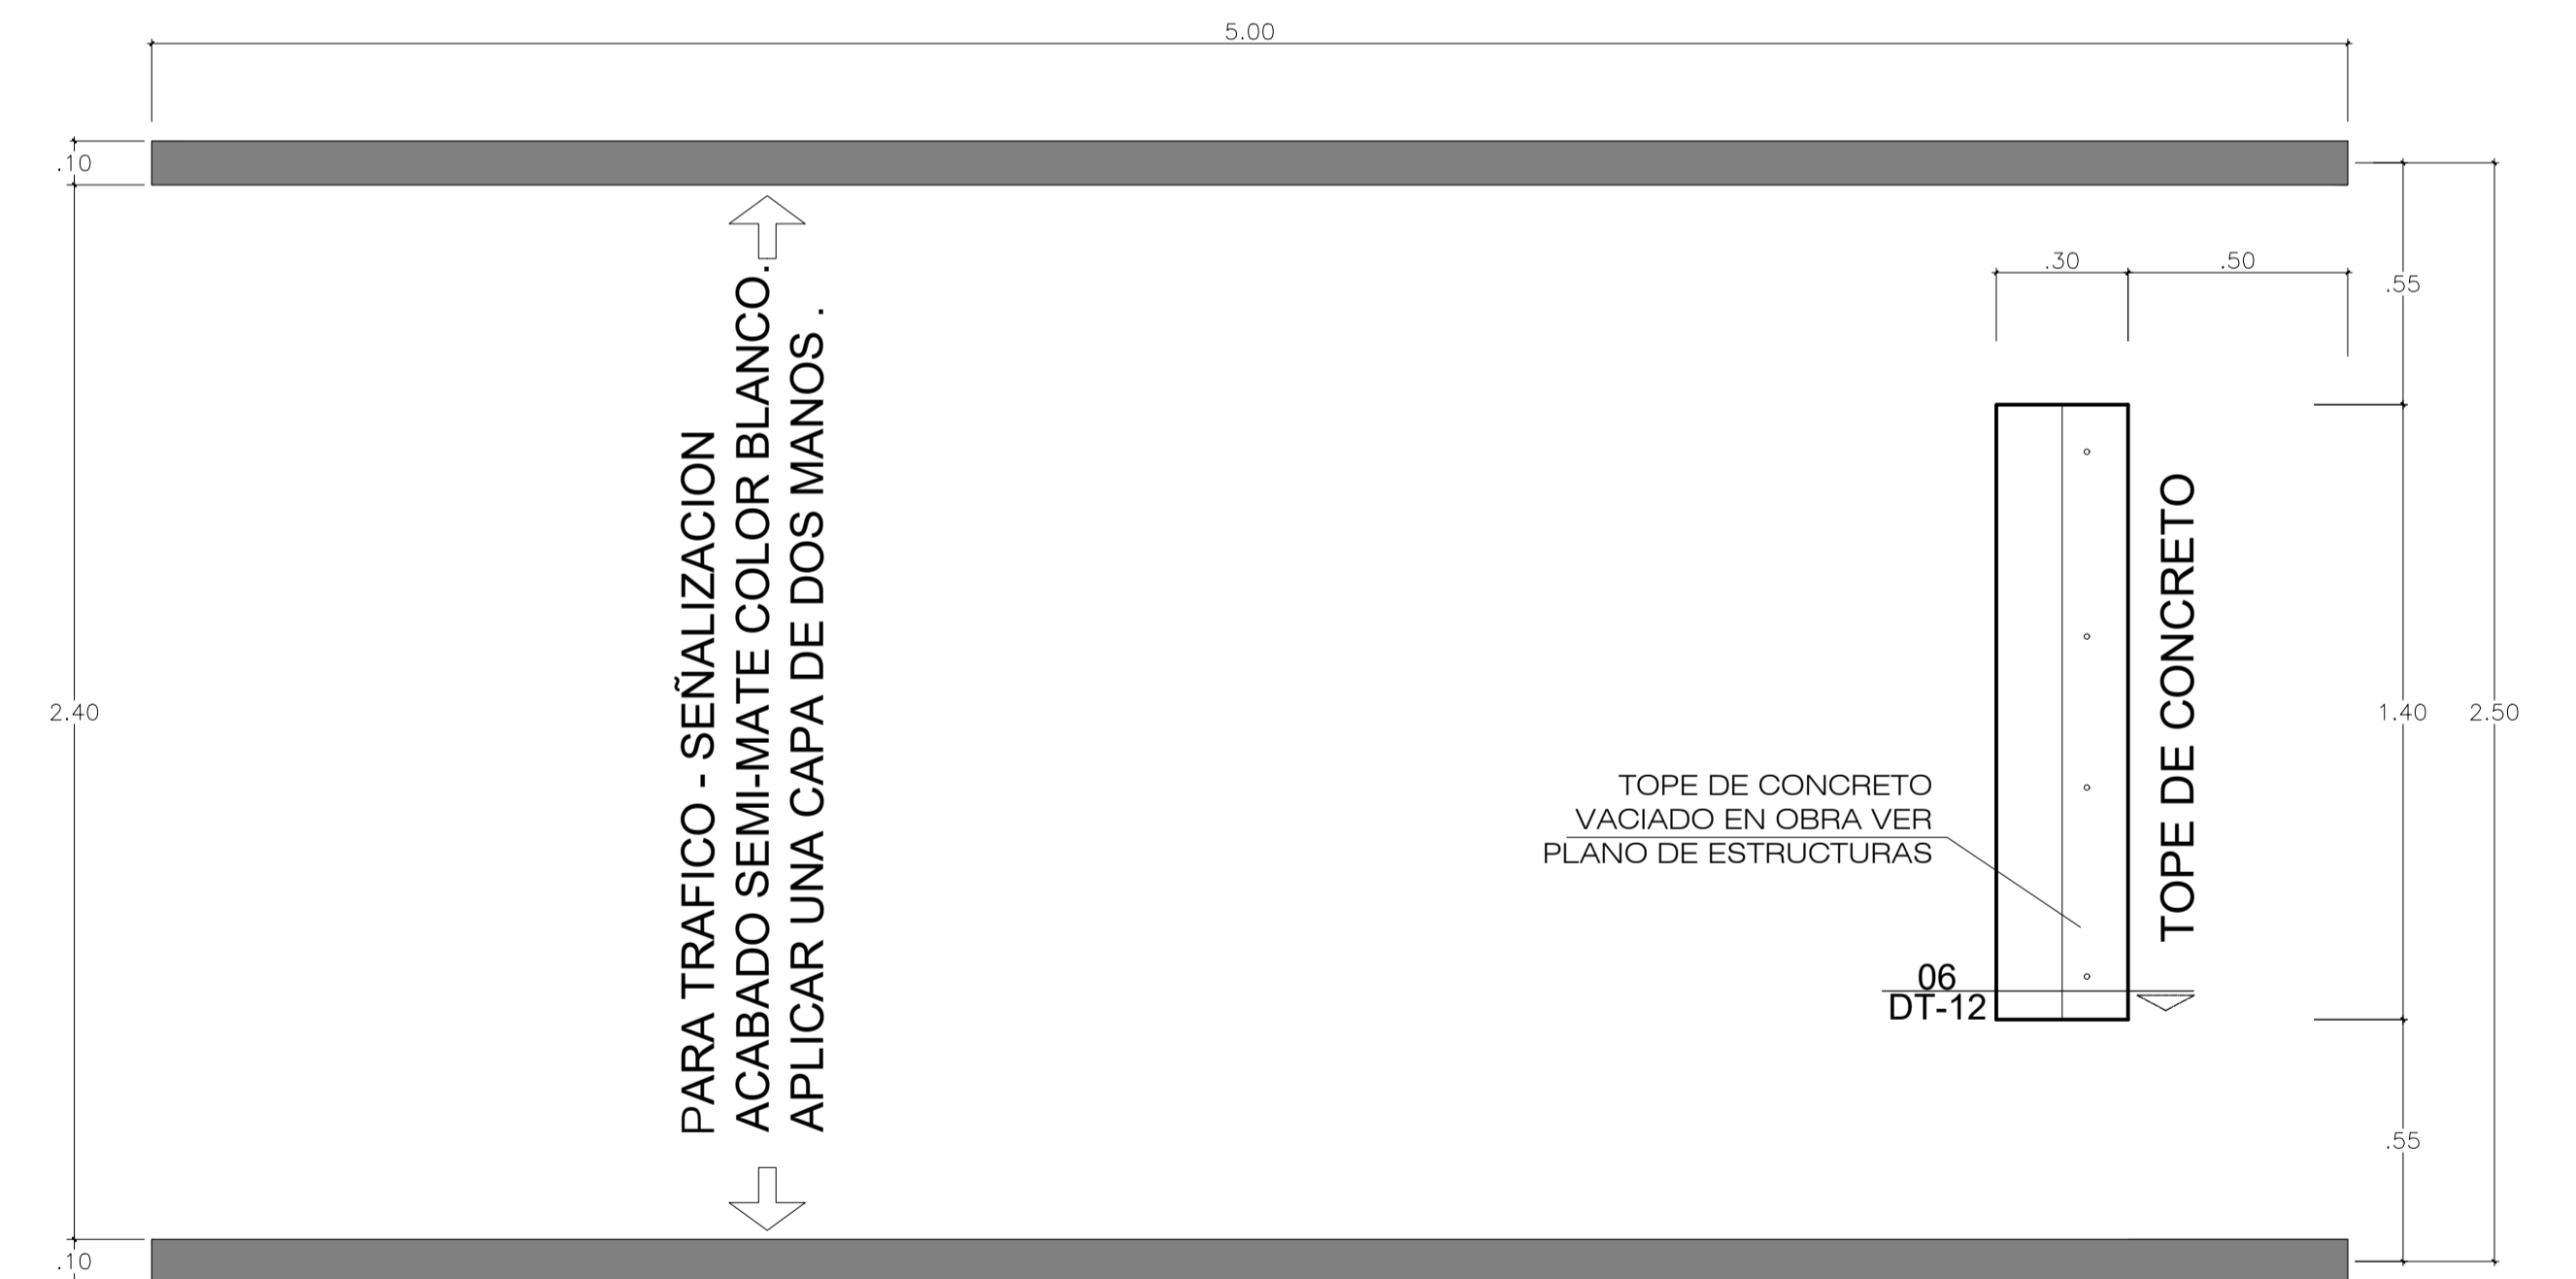 5.00
.10
.30
.50
.55
PARA TRAFICO - SEÑALIZACION
ACABADO SEMI-MATE COLOR BLANCO.
APLICAR UNA CAPA DE DOS MANOS .
TOPE DE CONCRETO
2.40
1.40
2.50
TOPE DE CONCRETO
VACIADO EN OBRA VER
PLANO DE ESTRUCTURAS
06
DT-12
.55
.10